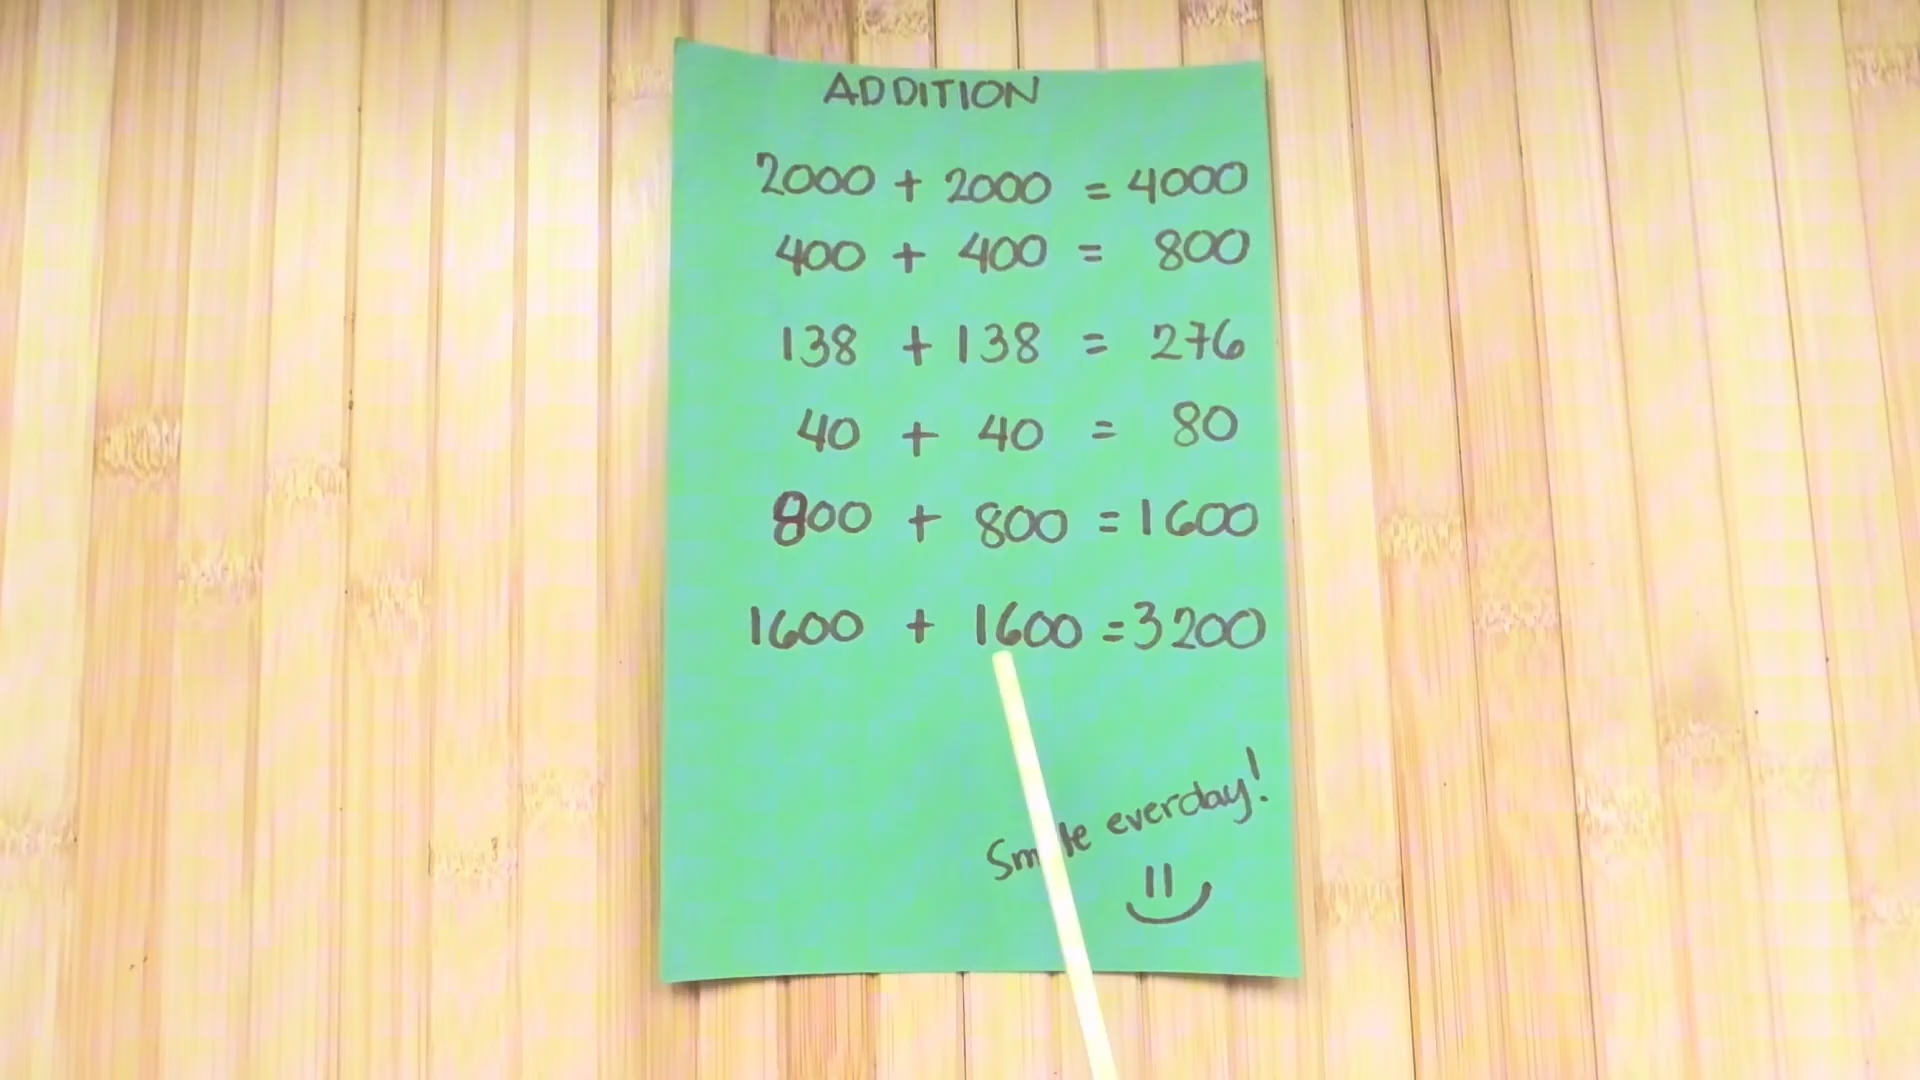 ADDITION
2000 + 2000 = 4000
400 + 400 = 800
138 + 138 = 276
40 + 40 = 80
800 + 800 = 1600
1600 + 1600 = 3200
Smile everday!